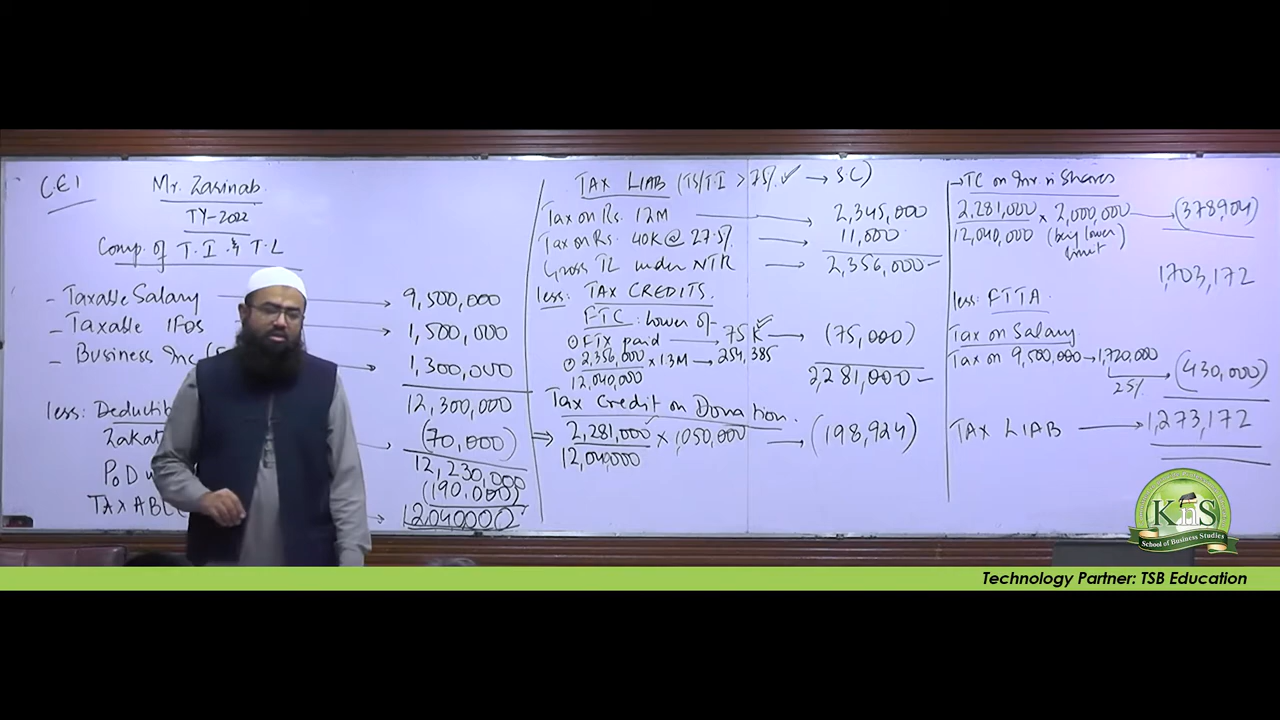 C.E 1
Mr. Zarinab.
TY-2022
Comp. of T.I & T.L
- Taxable Salary → 9,500,000
- Taxable IFOS → 1,500,000
- Business Inc → 1,300,000
12,300,000
less: Deductib
Zakat → (70,000)
12,230,000
P.o.D (190,000)
TAXABL → 12,040,000
TAX LIAB (TS/T.I > 75% ✓ → S.C)
Tax on Rs. 12M → 2,345,000
Tax on Rs. 40K @ 27.5% → 11,000
Gross TL under NTR → 2,356,000
less: TAX CREDITS.
FTC: lower of-
① FTX paid → 75K ✓ → (75,000)
② 2,356,000 × 1.3M → 254,385
12,040,000
2,281,000
Tax Credit on Donation.
⇒ 2,281,000 × 1,050,000 → (198,924)
12,040,000
→ TC on Inv in Shares
2,281,000 × 2,000,000 → (378,904)
12,040,000 (being lower
limit)
1,703,172
less: FTTA.
Tax on Salary
Tax on 9,500,000 → 1,720,000
25% → (430,000)
TAX LIAB → 1,273,172
KnS
School of Business Studies
Technology Partner: TSB Education